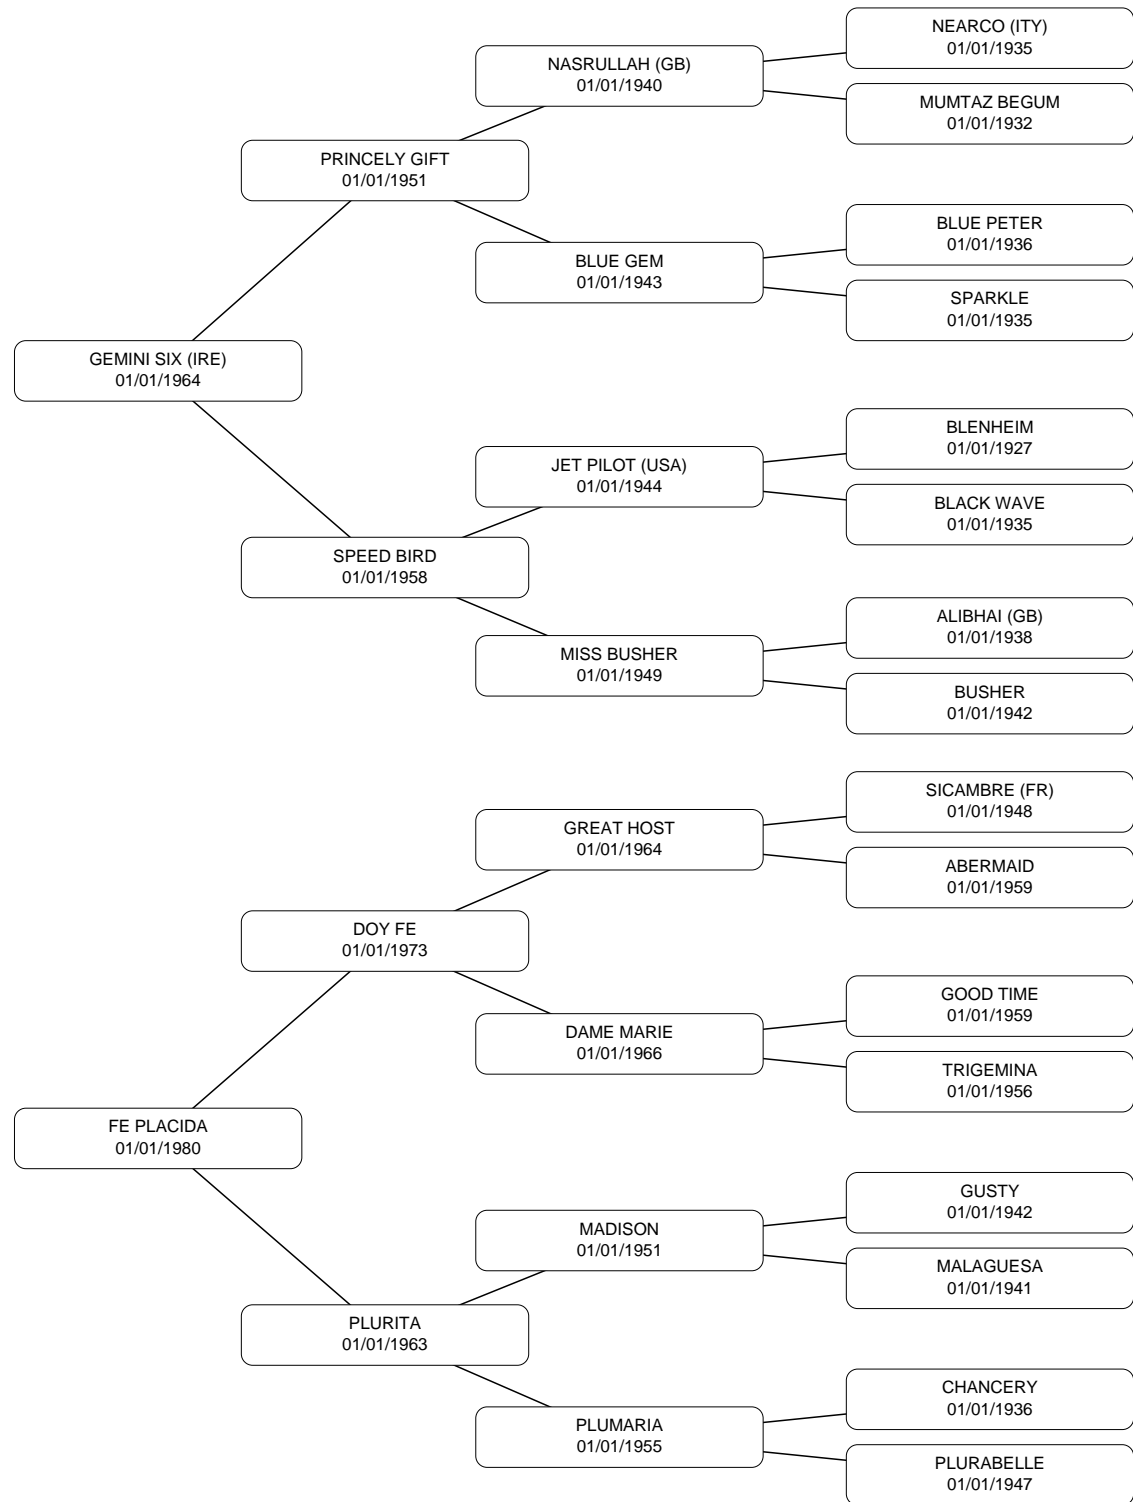 NEARCO (ITY)
01/01/1935
NASRULLAH (GB)
01/01/1940
MUMTAZ BEGUM
01/01/1932
PRINCELY GIFT
01/01/1951
BLUE PETER
01/01/1936
BLUE GEM
01/01/1943
SPARKLE
01/01/1935
GEMINI SIX (IRE)
01/01/1964
BLENHEIM
01/01/1927
JET PILOT (USA)
01/01/1944
BLACK WAVE
01/01/1935
SPEED BIRD
01/01/1958
ALIBHAI (GB)
01/01/1938
MISS BUSHER
01/01/1949
BUSHER
01/01/1942
SICAMBRE (FR)
01/01/1948
GREAT HOST
01/01/1964
ABERMAID
01/01/1959
DOY FE
01/01/1973
GOOD TIME
01/01/1959
DAME MARIE
01/01/1966
TRIGEMINA
01/01/1956
FE PLACIDA
01/01/1980
GUSTY
01/01/1942
MADISON
01/01/1951
MALAGUESA
01/01/1941
PLURITA
01/01/1963
CHANCERY
01/01/1936
PLUMARIA
01/01/1955
PLURABELLE
01/01/1947